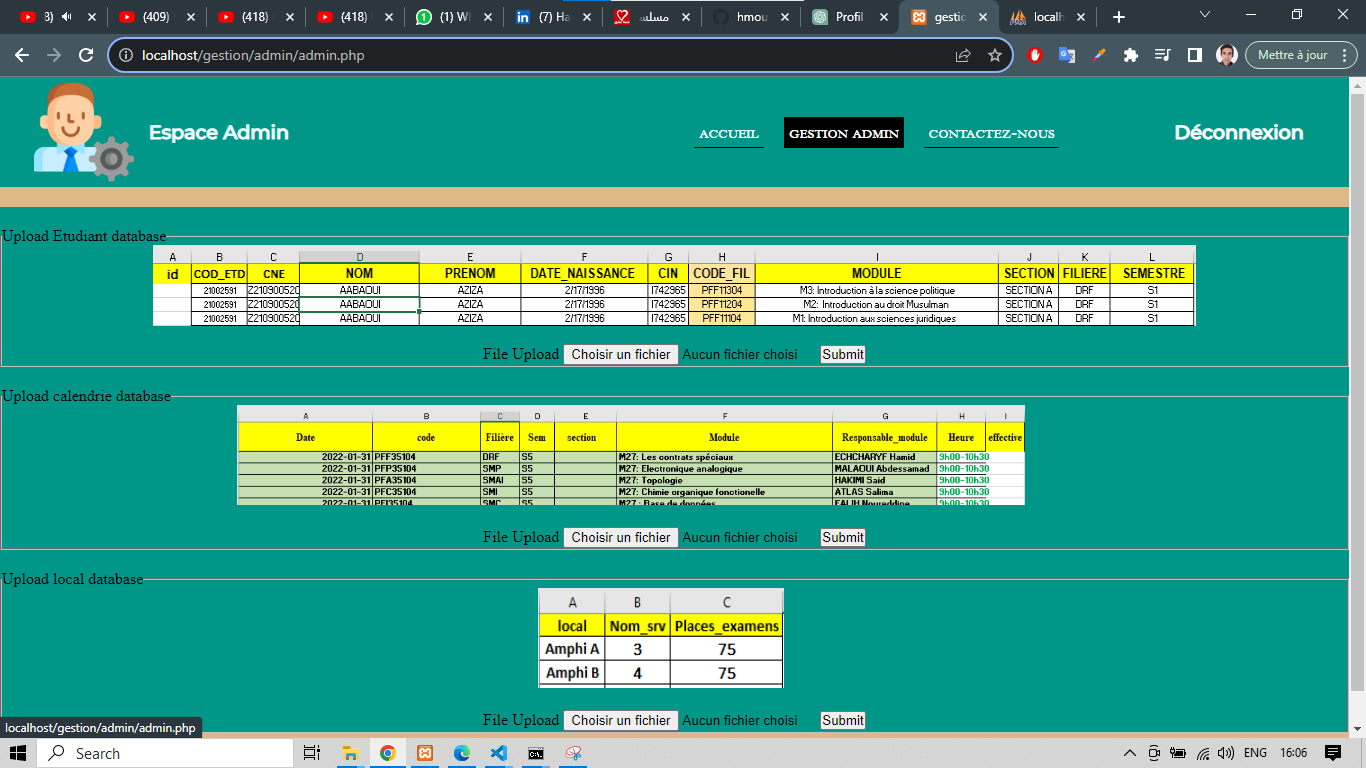 8)
(409)
(418)
(418)
(1) W
(7) Ha
مسلس
hmou
Profil
gestic
localh
localhost/gestion/admin/admin.php
Mettre à jour
Espace Admin
ACCUEIL
GESTION ADMIN
CONTACTEZ-NOUS
Déconnexion
Upload Etudiant database
A B C D E F G H I J K L
id COD_ETD CNE NOM PRENOM DATE_NAISSANCE CIN CODE_FIL MODULE SECTION FILIERE SEMESTRE
21002591 Z210900520 AABAOUI AZIZA 2/17/1996 I742965 PFF11304 M3: Introduction à la science politique SECTION A DRF S1
21002591 Z210900520 AABAOUI AZIZA 2/17/1996 I742965 PFF11204 M2: Introduction au droit Musulman SECTION A DRF S1
21002591 Z210900520 AABAOUI AZIZA 2/17/1996 I742965 PFF11104 M1: Introduction aux sciences juridiques SECTION A DRF S1
File Upload Choisir un fichier Aucun fichier choisi Submit
Upload calendrie database
A B C D E F G H I
Date code Filière Sem section Module Responsable_module Heure effective
2022-01-31 PFF35104 DRF S5 M27: Les contrats spéciaux ECHCHARYF Hamid 9h00-10h30
2022-01-31 PFP35104 SMP S5 M27: Electronique analogique MALAOUI Abdessamad 9h00-10h30
2022-01-31 PFA35104 SMAI S5 M27: Topologie HAKIMI Said 9h00-10h30
2022-01-31 PFC35104 SMI S5 M27: Chimie organique fonctionelle ATLAS Salima 9h00-10h30
2022-01-31 PFI35104 SMC S5 M27 : Base de données FALIH Noureddine 9h00-10h30
File Upload Choisir un fichier Aucun fichier choisi Submit
Upload local database
A B C
local Nom_srv Places_examens
Amphi A 3 75
Amphi B 4 75
File Upload Choisir un fichier Aucun fichier choisi Submit
localhost/gestion/admin/admin.php
Search
ENG
16:06